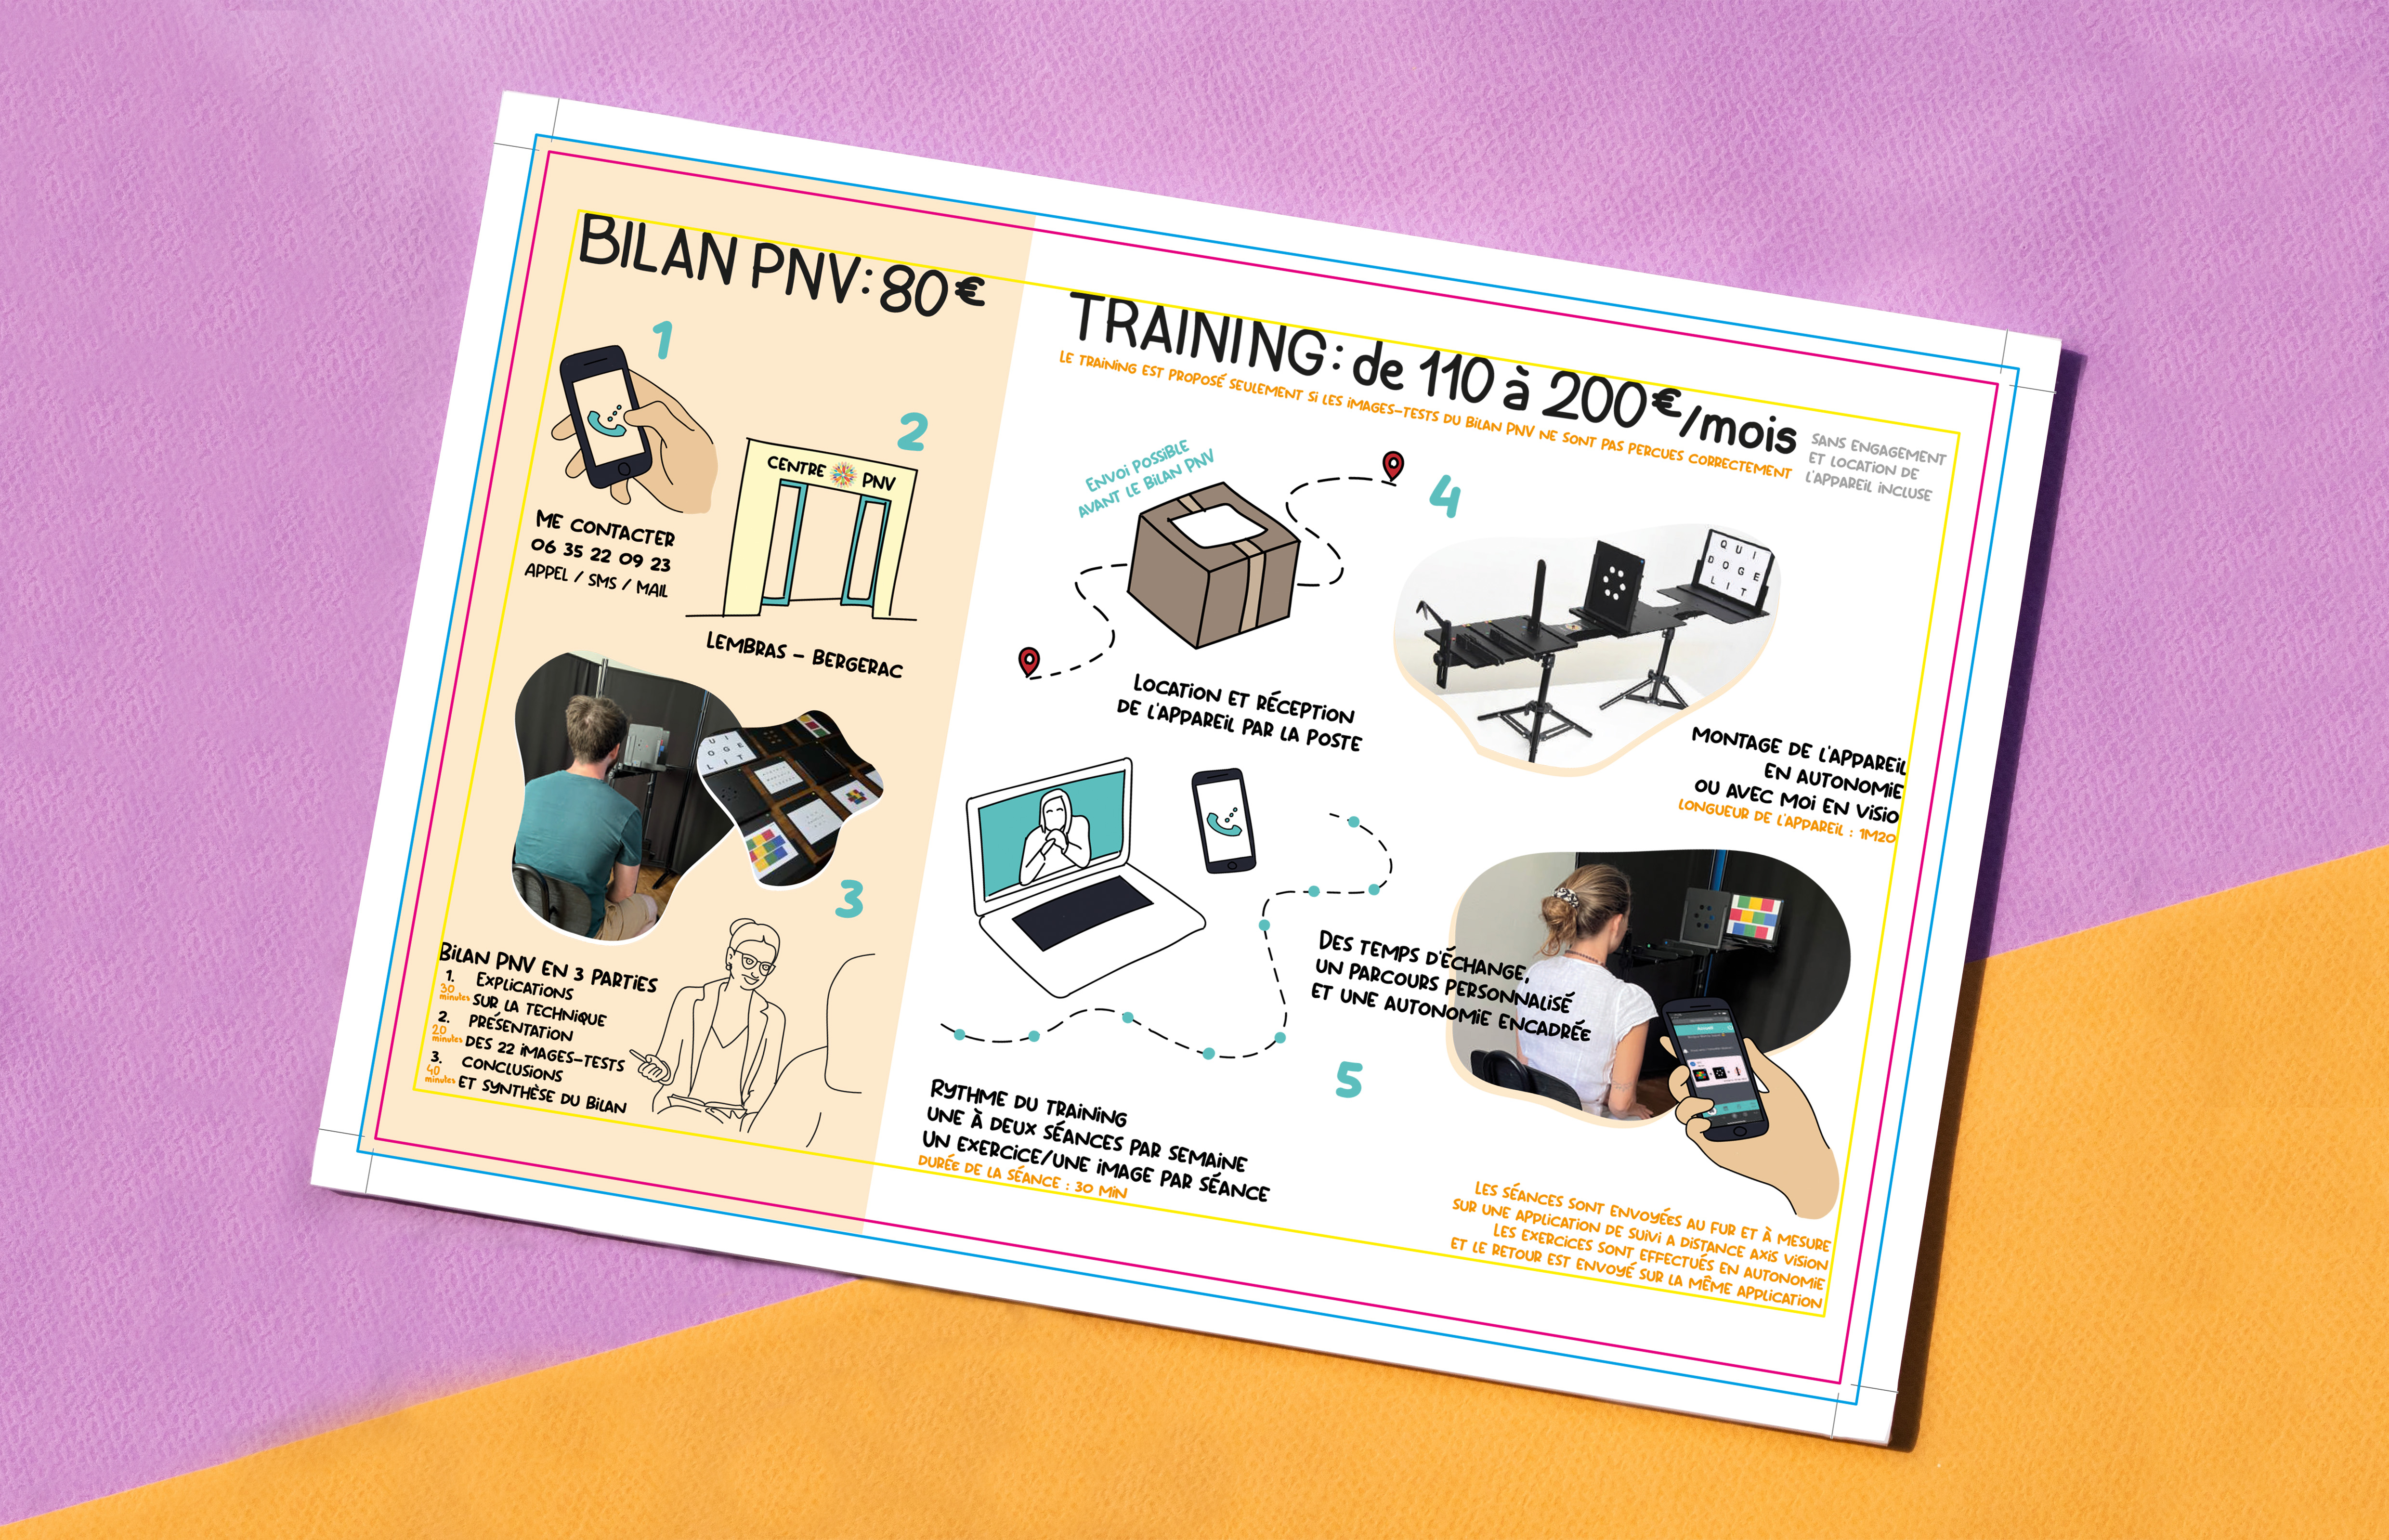 BILAN PNV: 80€
1
ME CONTACTER
06 35 22 09 23
APPEL / SMS / MAIL
2
CENTRE PNV
LEMBRAS - BERGERAC
QUI
OGE
LIT
3
BILAN PNV EN 3 PARTIES
1. EXPLICATIONS
30 minutes
SUR LA TECHNIQUE
2. PRÉSENTATION
20 minutes
DES 22 IMAGES-TESTS
3. CONCLUSIONS
40 minutes
ET SYNTHÈSE DU BILAN
TRAINING: de 110 à 200€/mois
LE TRAINING EST PROPOSÉ SEULEMENT SI LES IMAGES-TESTS DU BILAN PNV NE SONT PAS PERCUES CORRECTEMENT
SANS ENGAGEMENT
ET LOCATION DE
L'APPAREIL INCLUSE
ENVOI POSSIBLE
AVANT LE BILAN PNV
LOCATION ET RÉCEPTION
DE L'APPAREIL PAR LA POSTE
4
QUI
DOGE
LIT
MONTAGE DE L'APPAREIL
EN AUTONOMIE
OU AVEC MOI EN VISIO
LONGUEUR DE L'APPAREIL : 1M20
DES TEMPS D'ÉCHANGE,
UN PARCOURS PERSONNALISÉ
ET UNE AUTONOMIE ENCADRÉE
5
RYTHME DU TRAINING
UNE À DEUX SÉANCES PAR SEMAINE
UN EXERCICE/UNE IMAGE PAR SÉANCE
DURÉE DE LA SÉANCE : 30 MIN
LES SÉANCES SONT ENVOYÉES AU FUR ET À MESURE
SUR UNE APPLICATION DE SUIVI A DISTANCE AXIS VISION
LES EXERCICES SONT EFFECTUÉS EN AUTONOMIE
ET LE RETOUR EST ENVOYÉ SUR LA MÊME APPLICATION